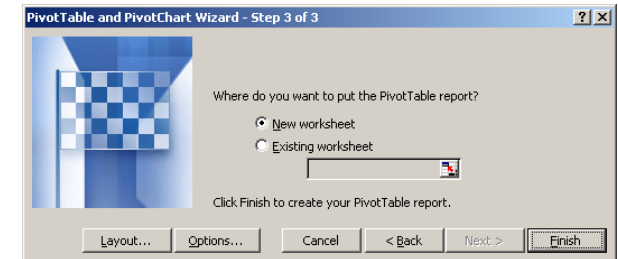 PivotTable and PivotChart Wizard - Step 3 of 3
Where do you want to put the PivotTable report?
New worksheet
Existing worksheet
Click Finish to create your PivotTable report.
Layout... Options... Cancel < Back Next > Finish